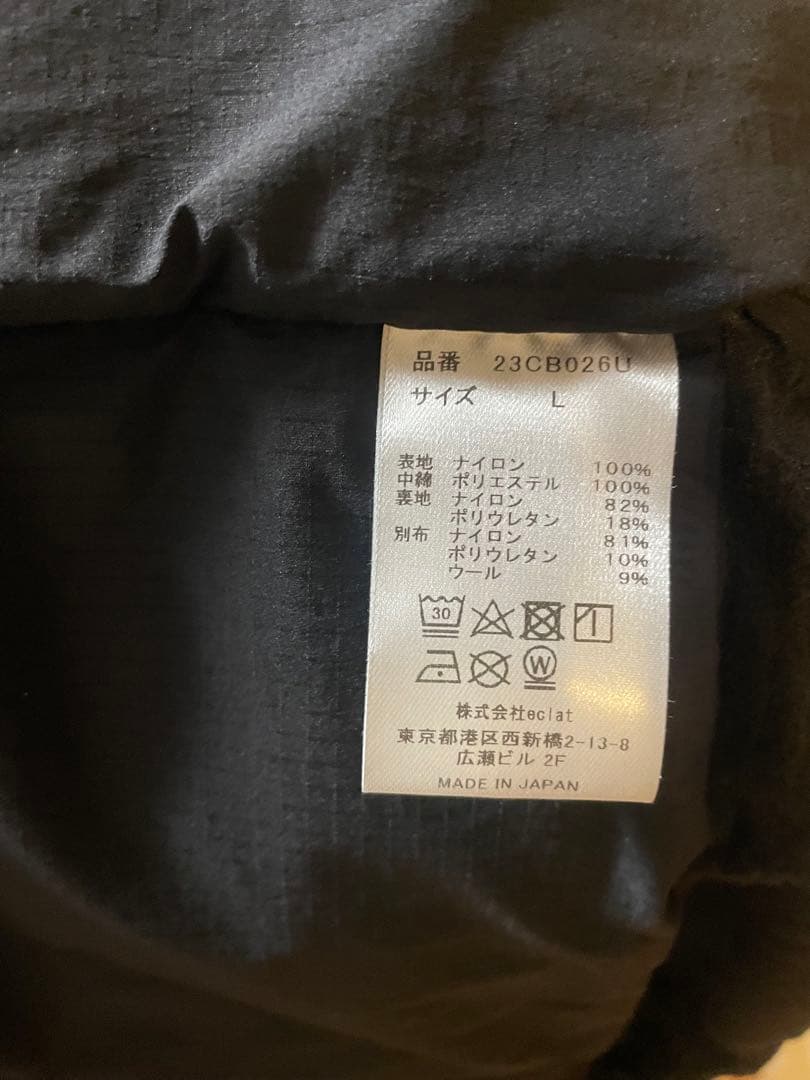 品番 23CB026U
サイズ L
表地 ナイロン 100%
中綿 ポリエステル 100%
裏地 ナイロン 82%
ポリウレタン 18%
別布 ナイロン 81%
ポリウレタン 10%
ウール 9%
30
W
株式会社eclat
東京都港区西新橋2-13-8
広瀬ビル 2F
MADE IN JAPAN